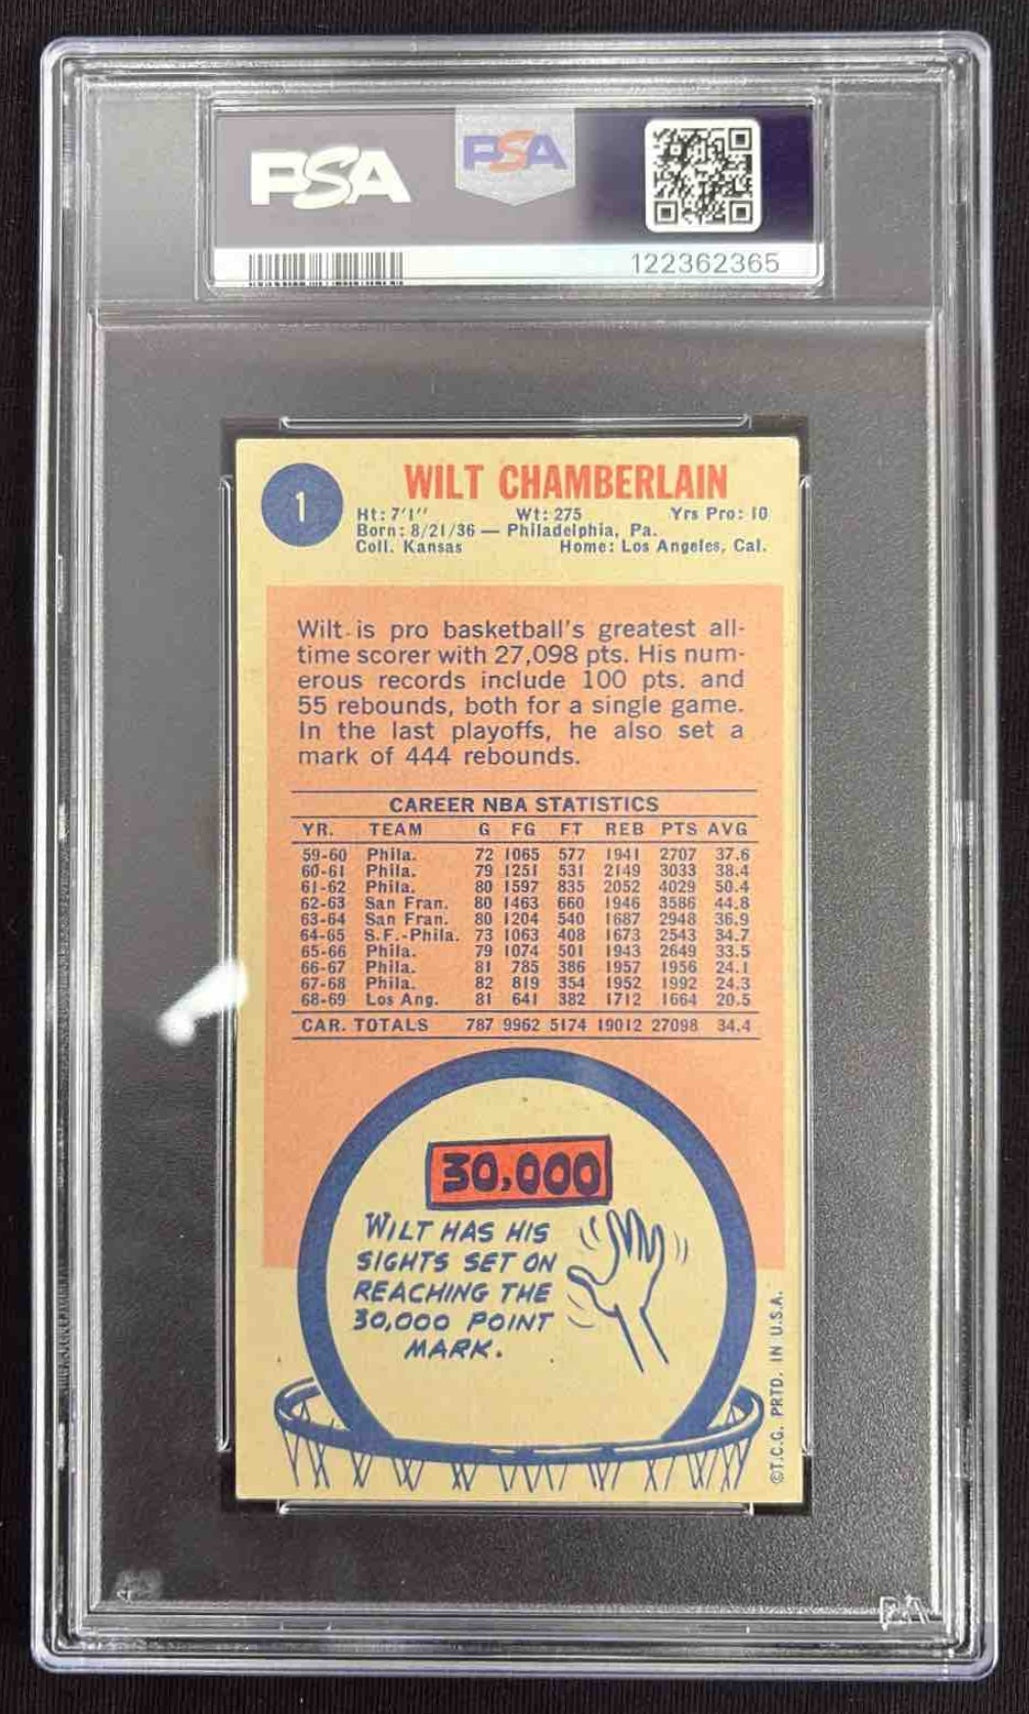 PSA
PSA
122362365
1
WILT CHAMBERLAIN
Ht: 7'1" Wt: 275 Yrs Pro: 10
Born: 8/21/36 — Philadelphia, Pa.
Coll. Kansas Home: Los Angeles, Cal.
Wilt is pro basketball's greatest all-
time scorer with 27,098 pts. His num-
erous records include 100 pts. and
55 rebounds, both for a single game.
In the last playoffs, he also set a
mark of 444 rebounds.
CAREER NBA STATISTICS
YR. TEAM G FG FT REB PTS AVG
59-60 Phila. 72 1065 577 1941 2707 37.6
60-61 Phila. 79 1251 531 2149 3033 38.4
61-62 Phila. 80 1597 835 2052 4029 50.4
62-63 San Fran. 80 1463 660 1946 3586 44.8
63-64 San Fran. 80 1204 540 1687 2948 36.9
64-65 S.F.-Phila. 73 1063 408 1673 2543 34.7
65-66 Phila. 79 1074 501 1943 2649 33.5
66-67 Phila. 81 785 386 1957 1956 24.1
67-68 Phila. 82 819 354 1952 1992 24.3
68-69 Los Ang. 81 641 382 1712 1664 20.5
CAR. TOTALS 787 9962 5174 19012 27098 34.4
30,000
WILT HAS HIS
SIGHTS SET ON
REACHING THE
30,000 POINT
MARK.
©T.C.G. PRTD. IN U.S.A.